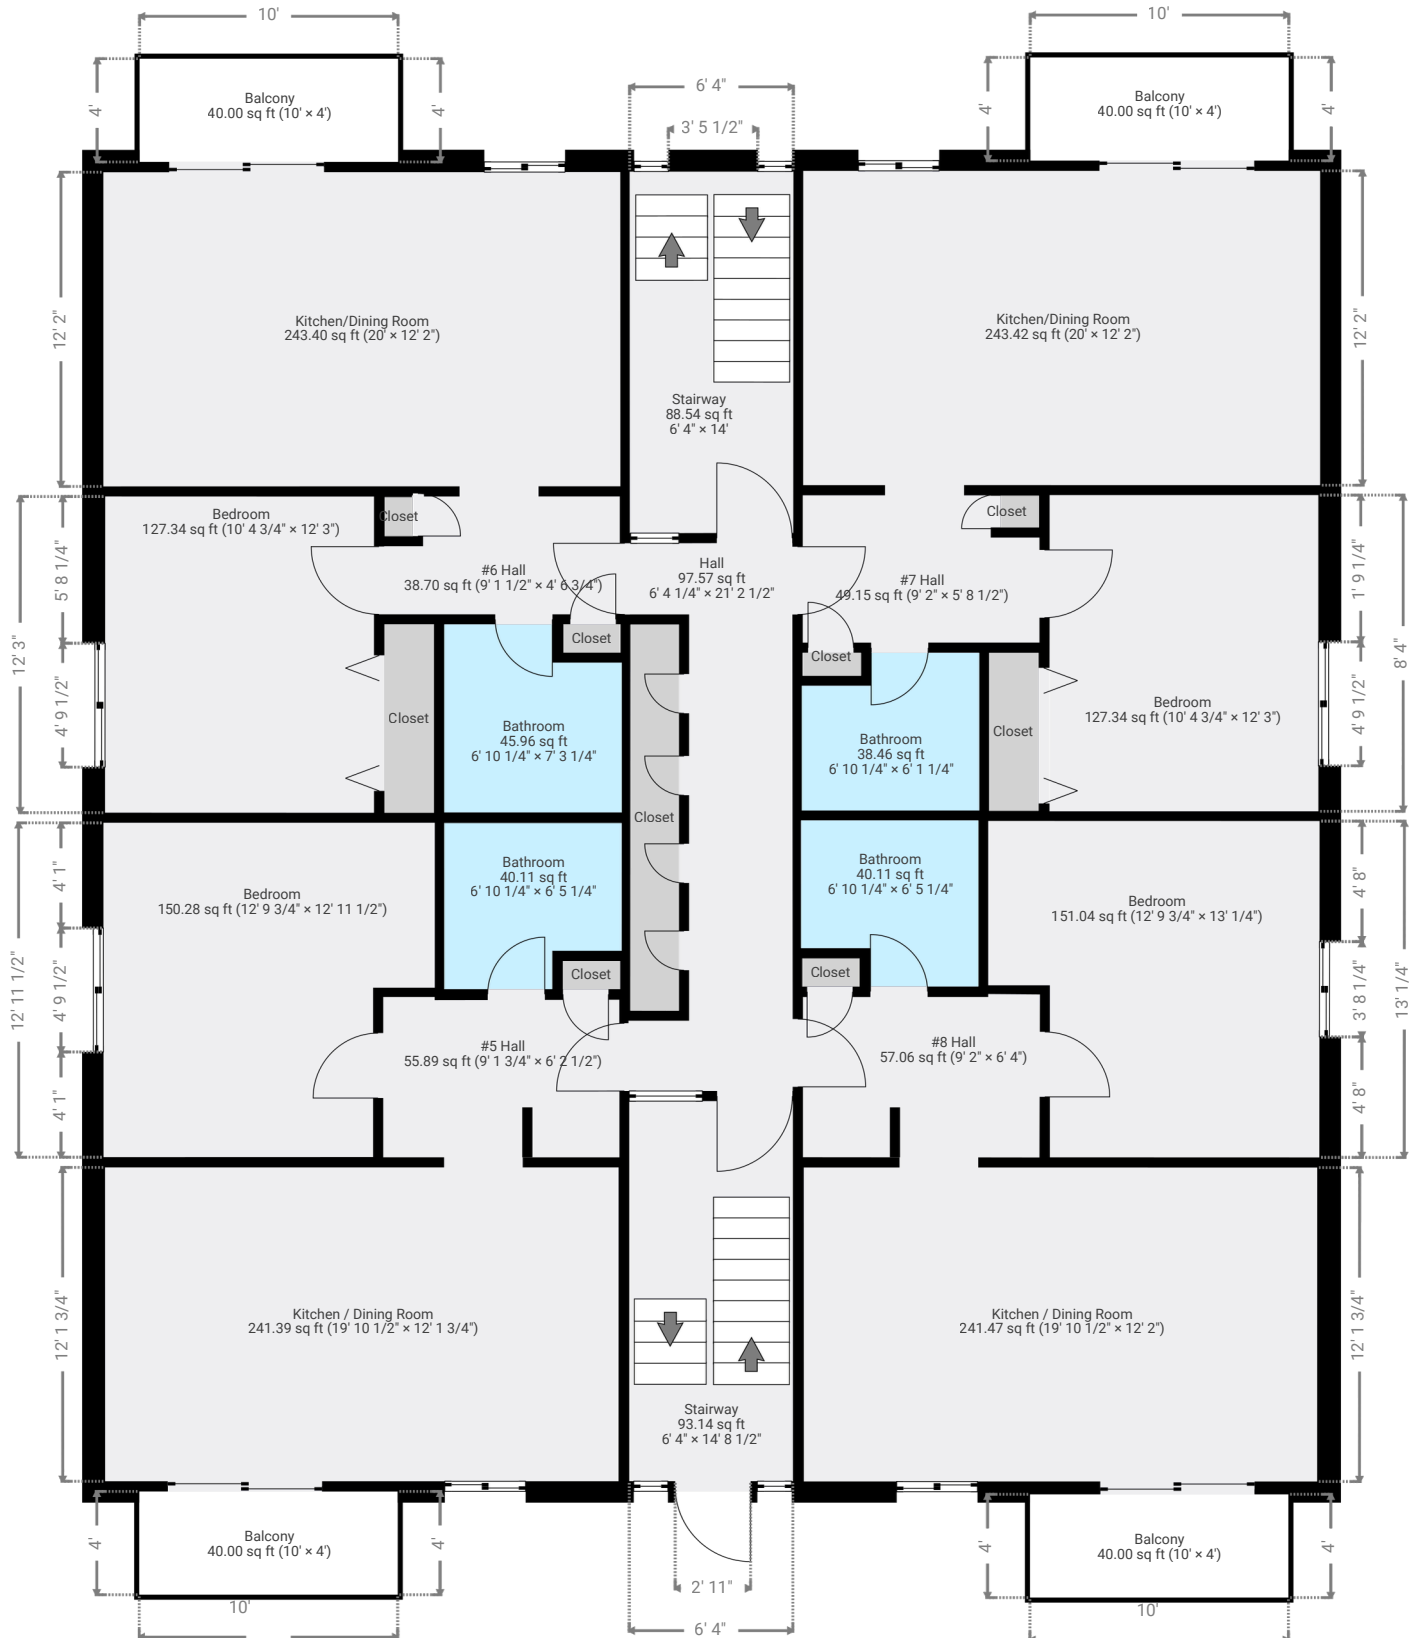 10'
10'
4'
Balcony
40.00 sq ft (10' × 4')
4'
6' 4"
3' 5 1/2"
4'
Balcony
40.00 sq ft (10' × 4')
4'
12' 2"
Kitchen/Dining Room
243.40 sq ft (20' × 12' 2")
Stairway
88.54 sq ft
6' 4" × 14'
Kitchen/Dining Room
243.42 sq ft (20' × 12' 2")
12' 2"
12' 3"
5' 8 1/4"
4' 9 1/2"
Bedroom
127.34 sq ft (10' 4 3/4" × 12' 3")
Closet
#6 Hall
38.70 sq ft (9' 1 1/2" × 4' 6 3/4")
Closet
Hall
97.57 sq ft
6' 4 1/4" × 21' 2 1/2"
#7 Hall
49.15 sq ft (9' 2" × 5' 8 1/2")
Closet
Closet
Closet
Bathroom
45.96 sq ft
6' 10 1/4" × 7' 3 1/4"
Closet
Bathroom
38.46 sq ft
6' 10 1/4" × 6' 1 1/4"
Closet
Bedroom
127.34 sq ft (10' 4 3/4" × 12' 3")
1' 9 1/4"
4' 9 1/2"
8' 4"
12' 11 1/2"
4' 1"
4' 9 1/2"
4' 1"
Bedroom
150.28 sq ft (12' 9 3/4" × 12' 11 1/2")
Bathroom
40.11 sq ft
6' 10 1/4" × 6' 5 1/4"
Closet
#5 Hall
55.89 sq ft (9' 1 3/4" × 6' 2 1/2")
Bathroom
40.11 sq ft
6' 10 1/4" × 6' 5 1/4"
Closet
#8 Hall
57.06 sq ft (9' 2" × 6' 4")
Bedroom
151.04 sq ft (12' 9 3/4" × 13' 1/4")
4' 8"
3' 8 1/4"
4' 8"
13' 1/4"
12' 1 3/4"
Kitchen / Dining Room
241.39 sq ft (19' 10 1/2" × 12' 1 3/4")
Stairway
93.14 sq ft
6' 4" × 14' 8 1/2"
Kitchen / Dining Room
241.47 sq ft (19' 10 1/2" × 12' 2")
12' 1 3/4"
4'
Balcony
40.00 sq ft (10' × 4')
4'
2' 11"
6' 4"
4'
Balcony
40.00 sq ft (10' × 4')
4'
10'
10'